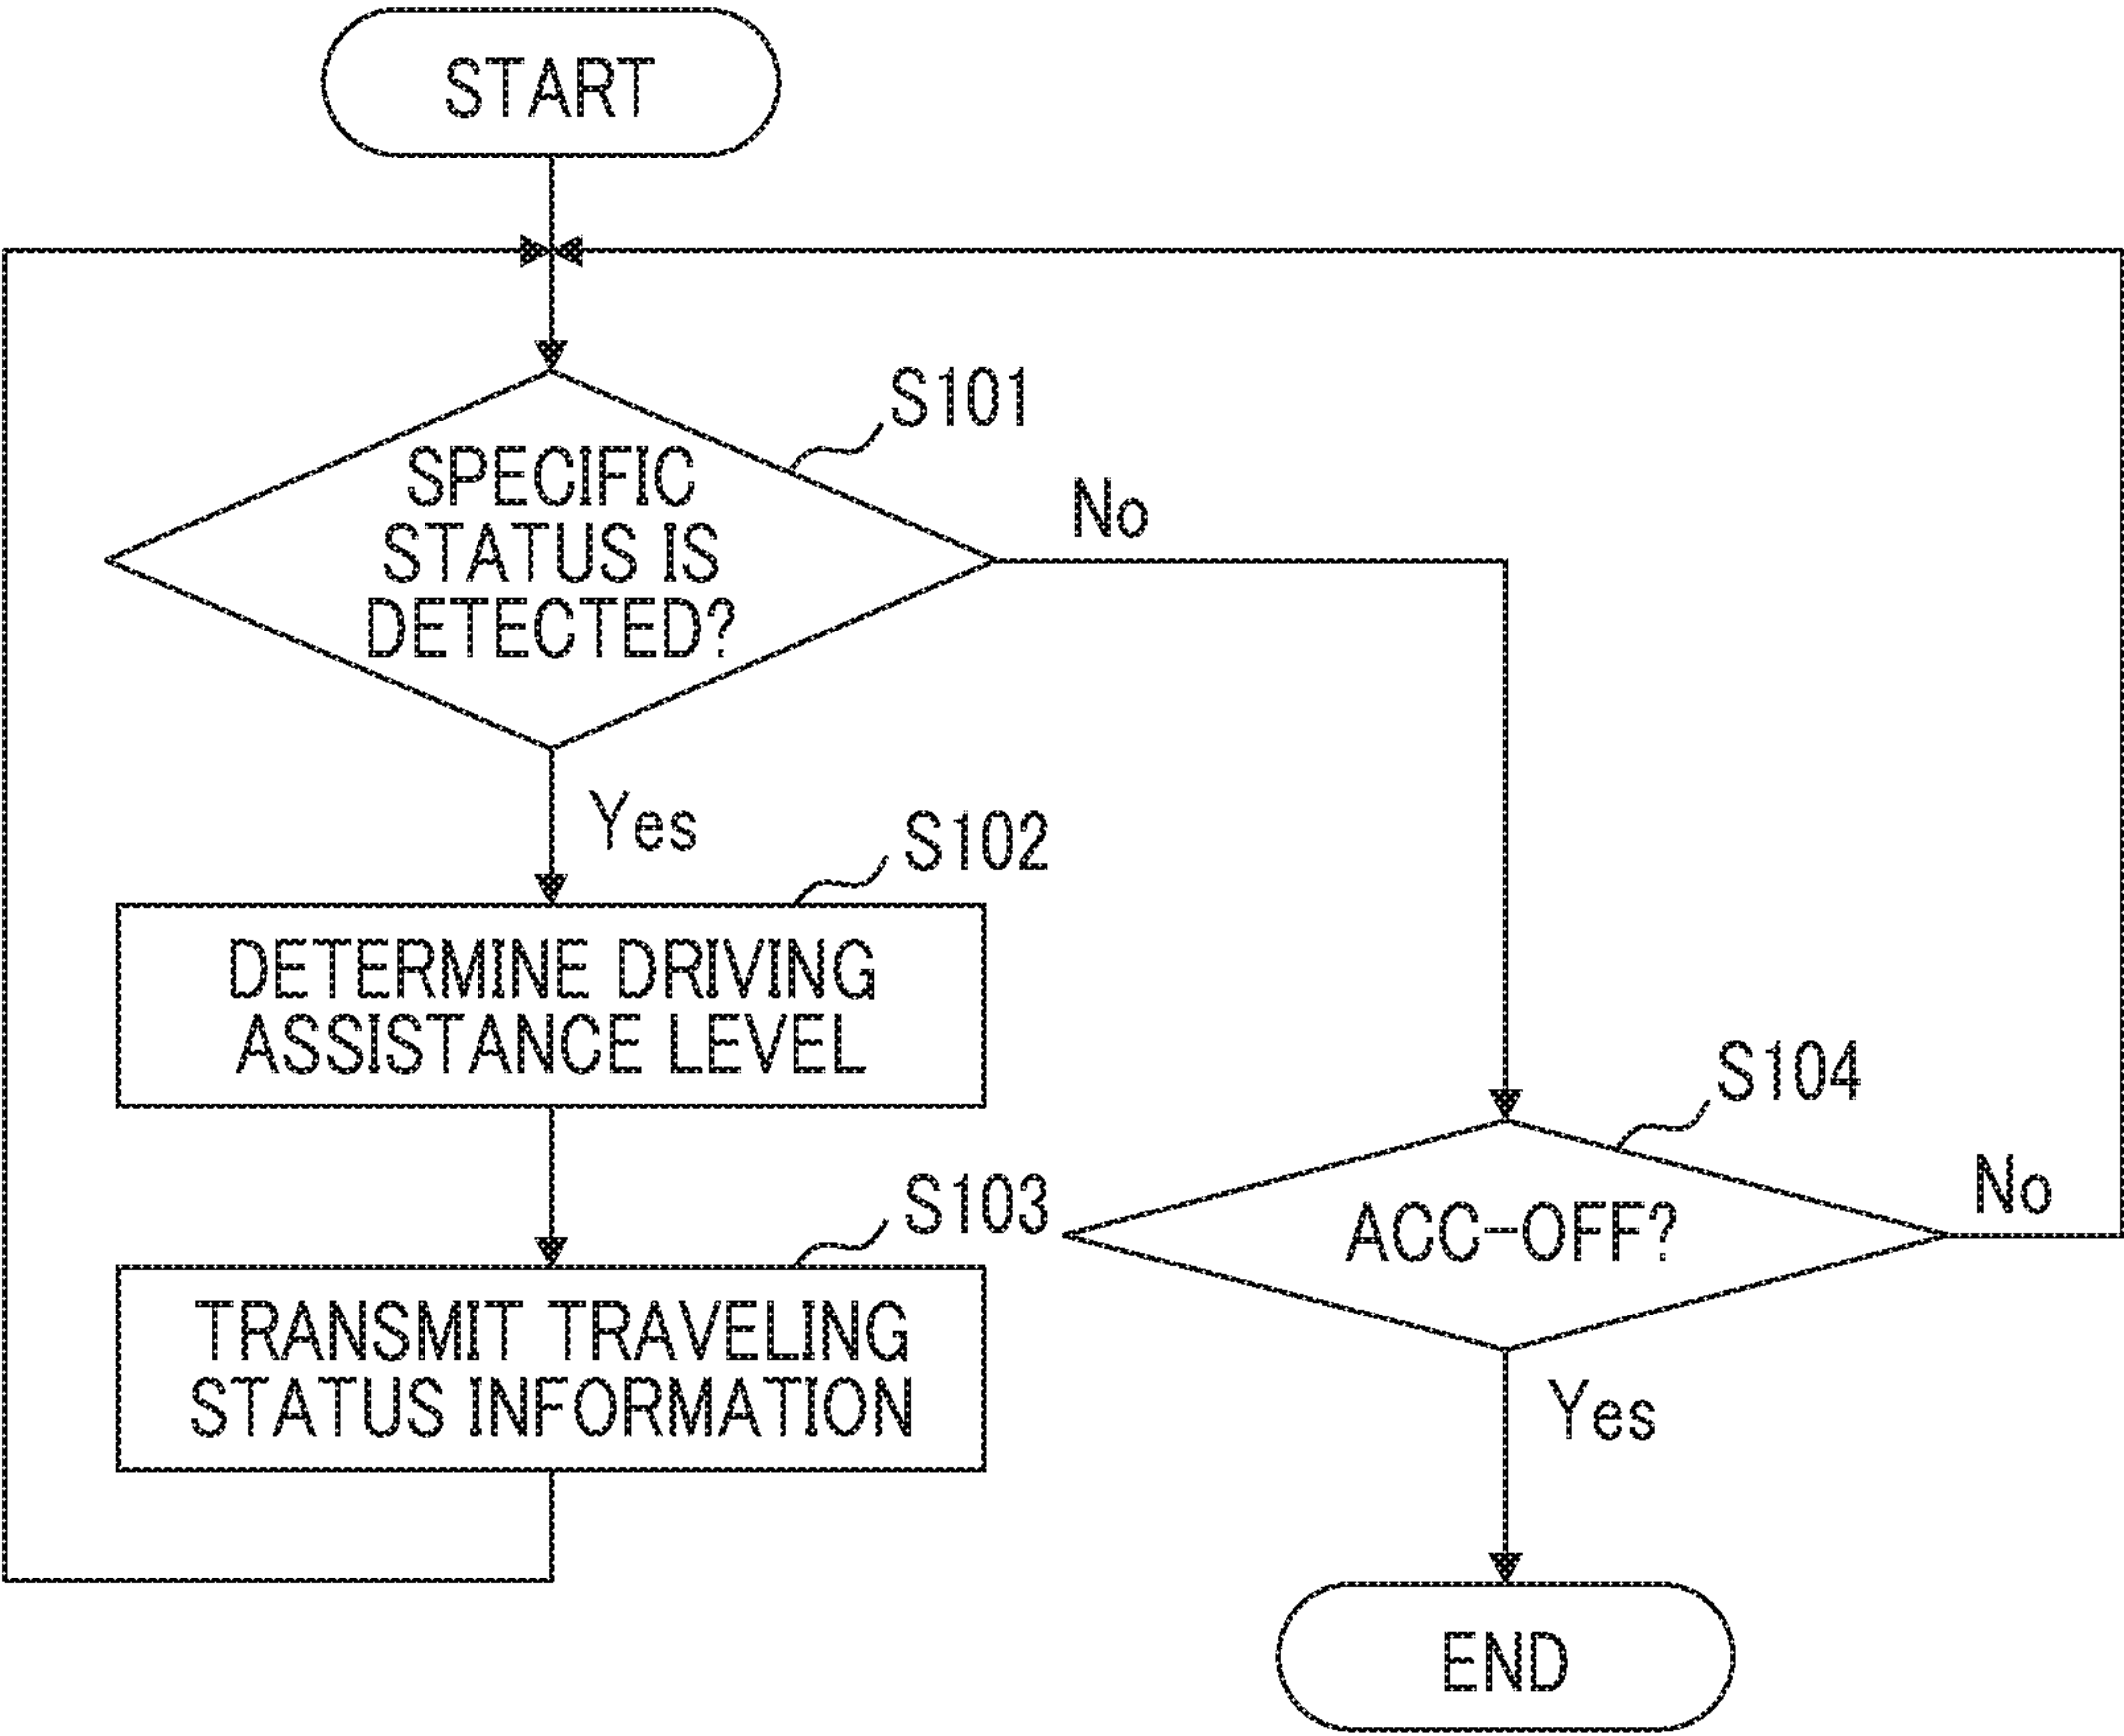 START
S101
SPECIFIC
STATUS IS
DETECTED?
No
Yes
S102
DETERMINE DRIVING
ASSISTANCE LEVEL
S103
TRANSMIT TRAVELING
STATUS INFORMATION
S104
ACC-OFF?
No
Yes
END